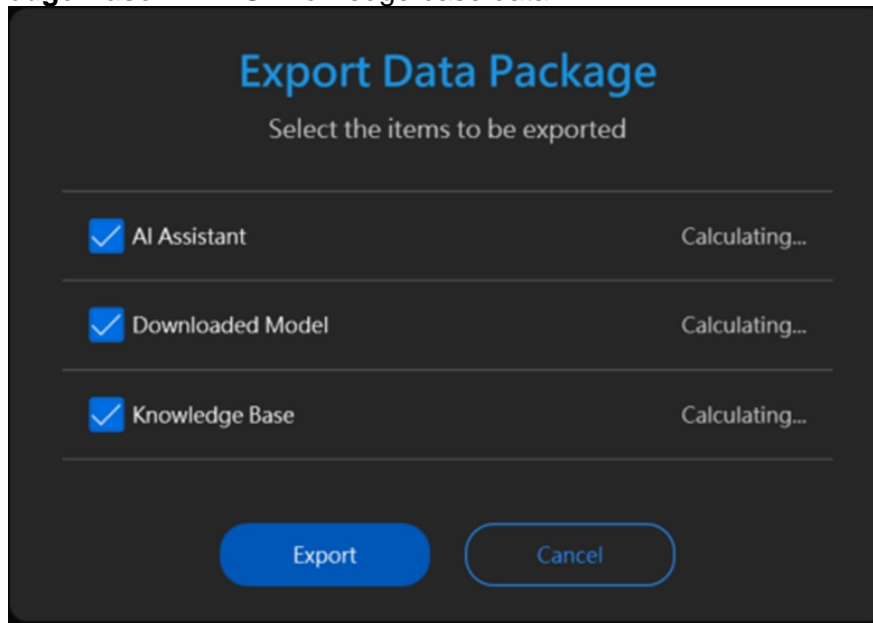 Export Data Package
Select the items to be exported
AI Assistant Calculating...
Downloaded Model Calculating...
Knowledge Base Calculating...
Export Cancel